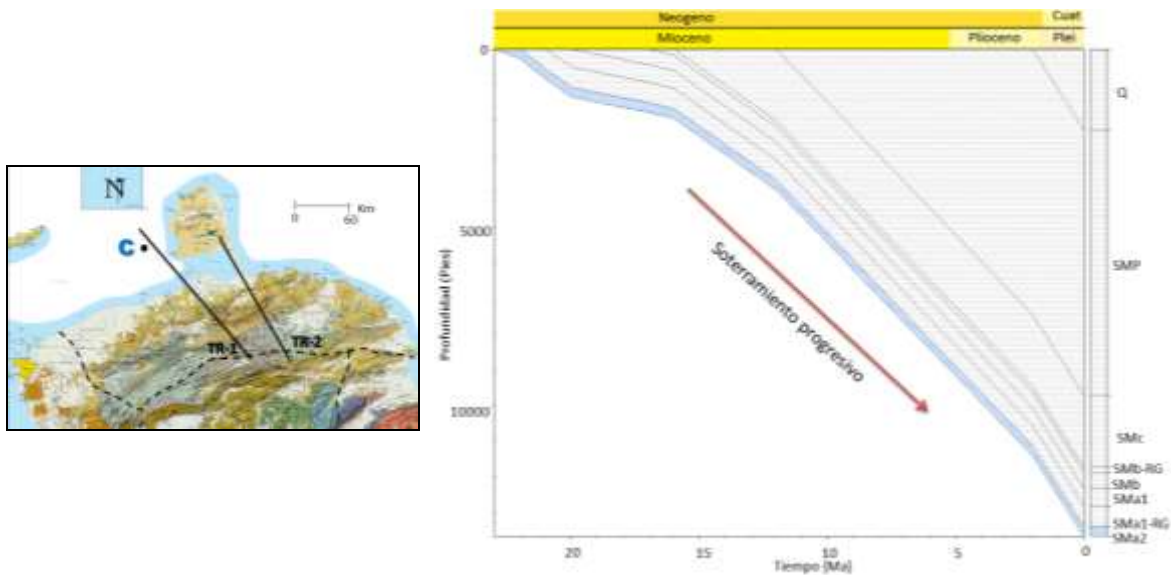 N
Km
0
60
C
TR-1
TR-2
Neogeno
Cuat
Mioceno
Plioceno
Plei
0
5000
10000
Profundidad (Pies)
Soterramiento progresivo
20
15
10
5
0
Tiempo (Ma)
Q
SMP
SMc
SMb-RG
SMb
SMa1
SMa1-RG
SMa2